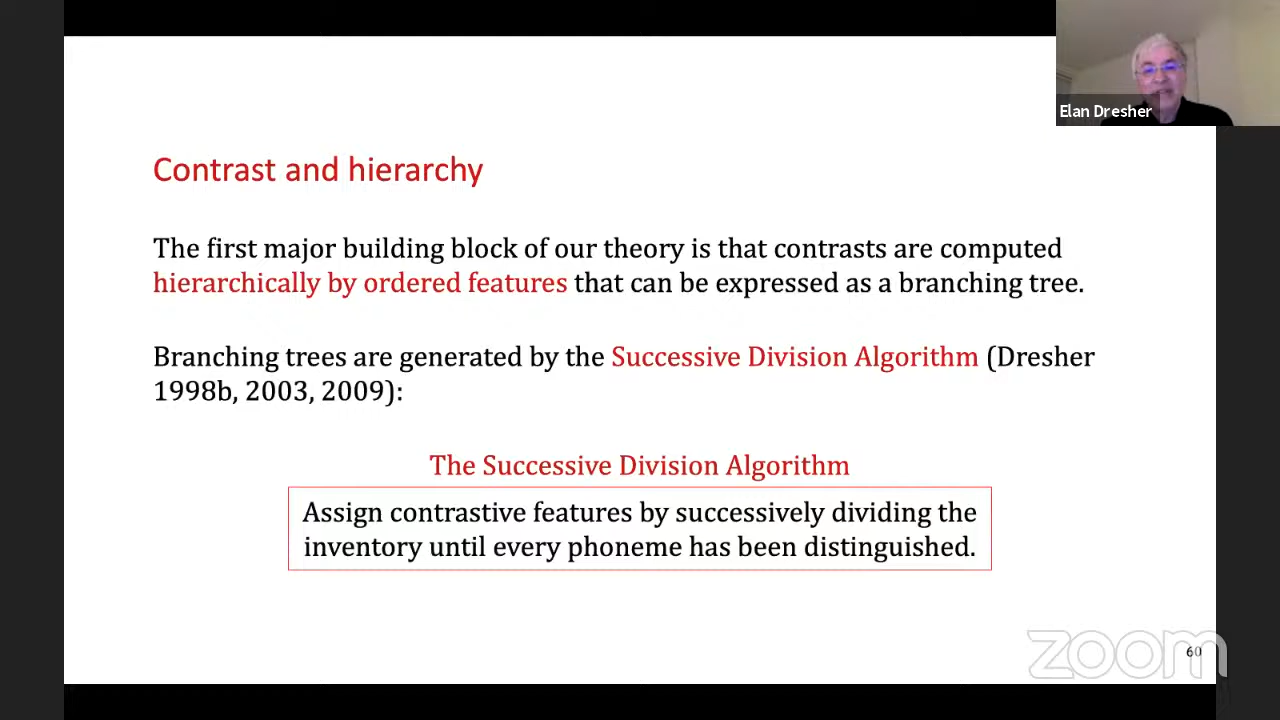 Elan Dresher
Contrast and hierarchy
The first major building block of our theory is that contrasts are computed
hierarchically by ordered features that can be expressed as a branching tree.
Branching trees are generated by the Successive Division Algorithm (Dresher
1998b, 2003, 2009):
The Successive Division Algorithm
Assign contrastive features by successively dividing the
inventory until every phoneme has been distinguished.
zoom
60